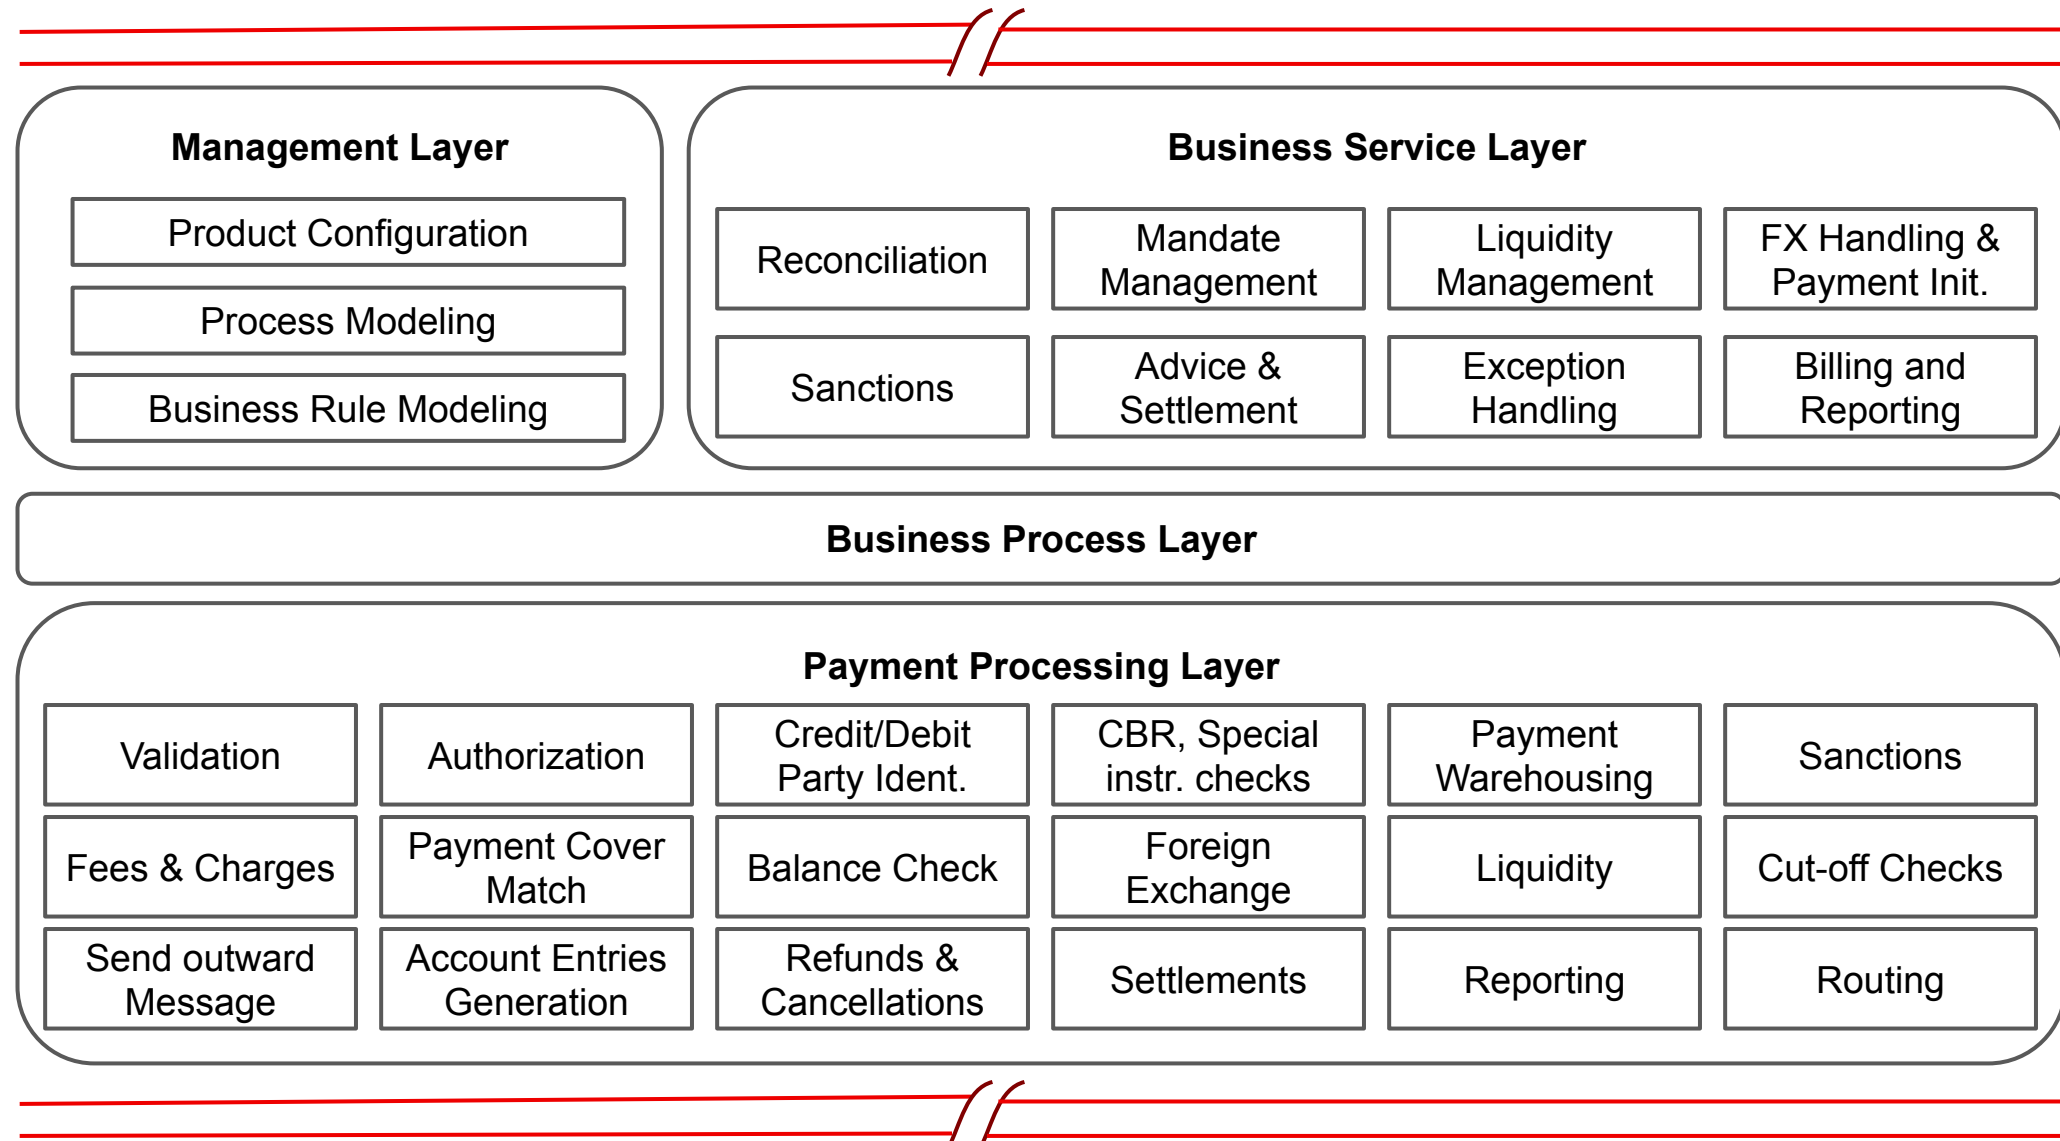 Management Layer
Product Configuration
Process Modeling
Business Rule Modeling
Business Service Layer
Reconciliation
Mandate
Management
Liquidity
Management
FX Handling &
Payment Init.
Sanctions
Advice &
Settlement
Exception
Handling
Billing and
Reporting
Business Process Layer
Payment Processing Layer
Validation
Authorization
Credit/Debit
Party Ident.
CBR, Special
instr. checks
Payment
Warehousing
Sanctions
Fees & Charges
Payment Cover
Match
Balance Check
Foreign
Exchange
Liquidity
Cut-off Checks
Send outward
Message
Account Entries
Generation
Refunds &
Cancellations
Settlements
Reporting
Routing